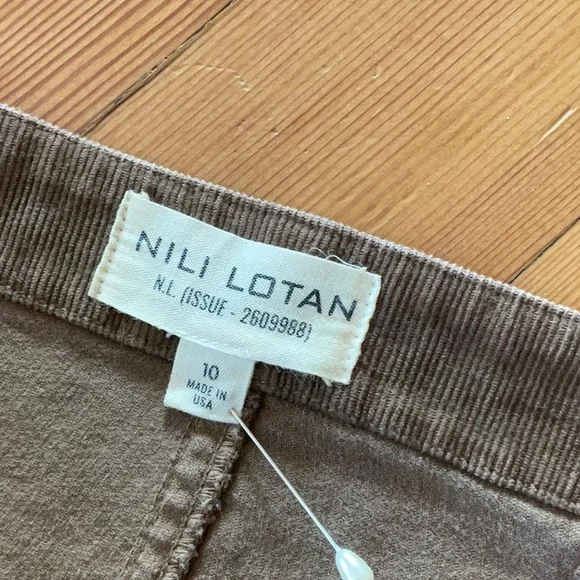 NILI LOTAN
N.L. (ISSUE - 2609988)
10
MADE IN
USA